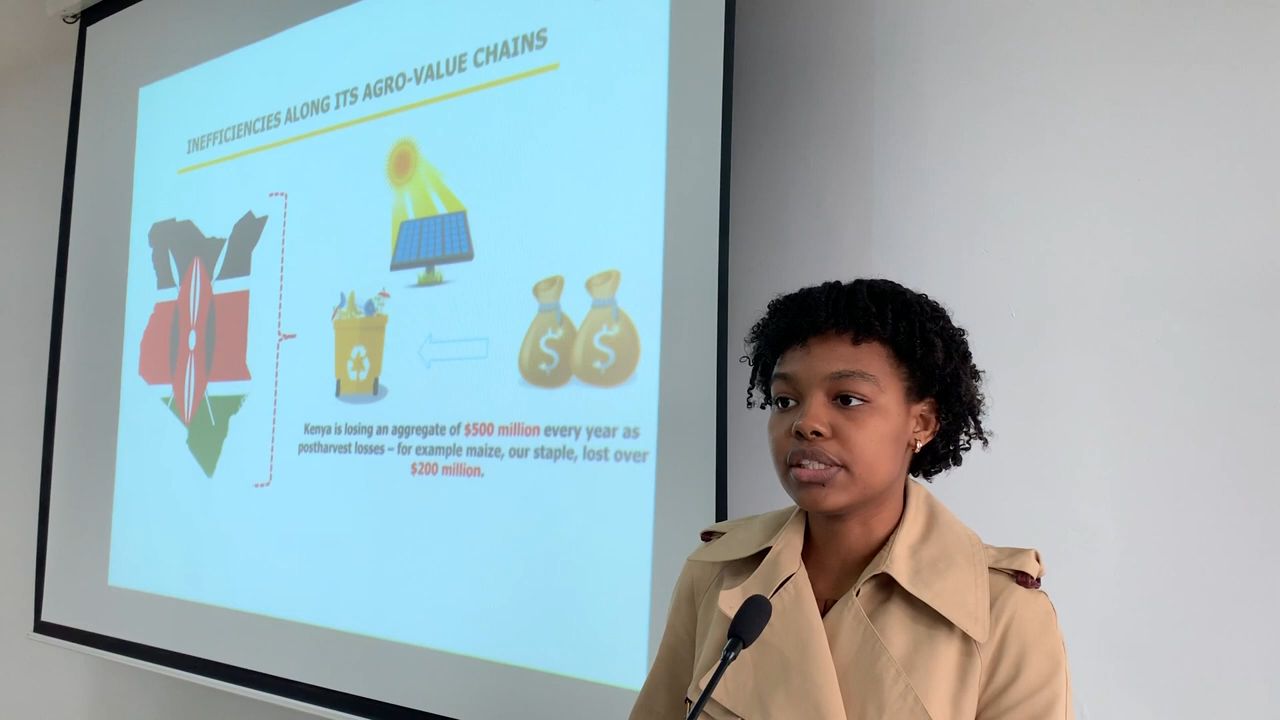 INEFFICIENCIES ALONG ITS AGRO-VALUE CHAINS
$ $
Kenya is losing an aggregate of $500 million every year as
postharvest losses – for example maize, our staple, lost over
$200 million.